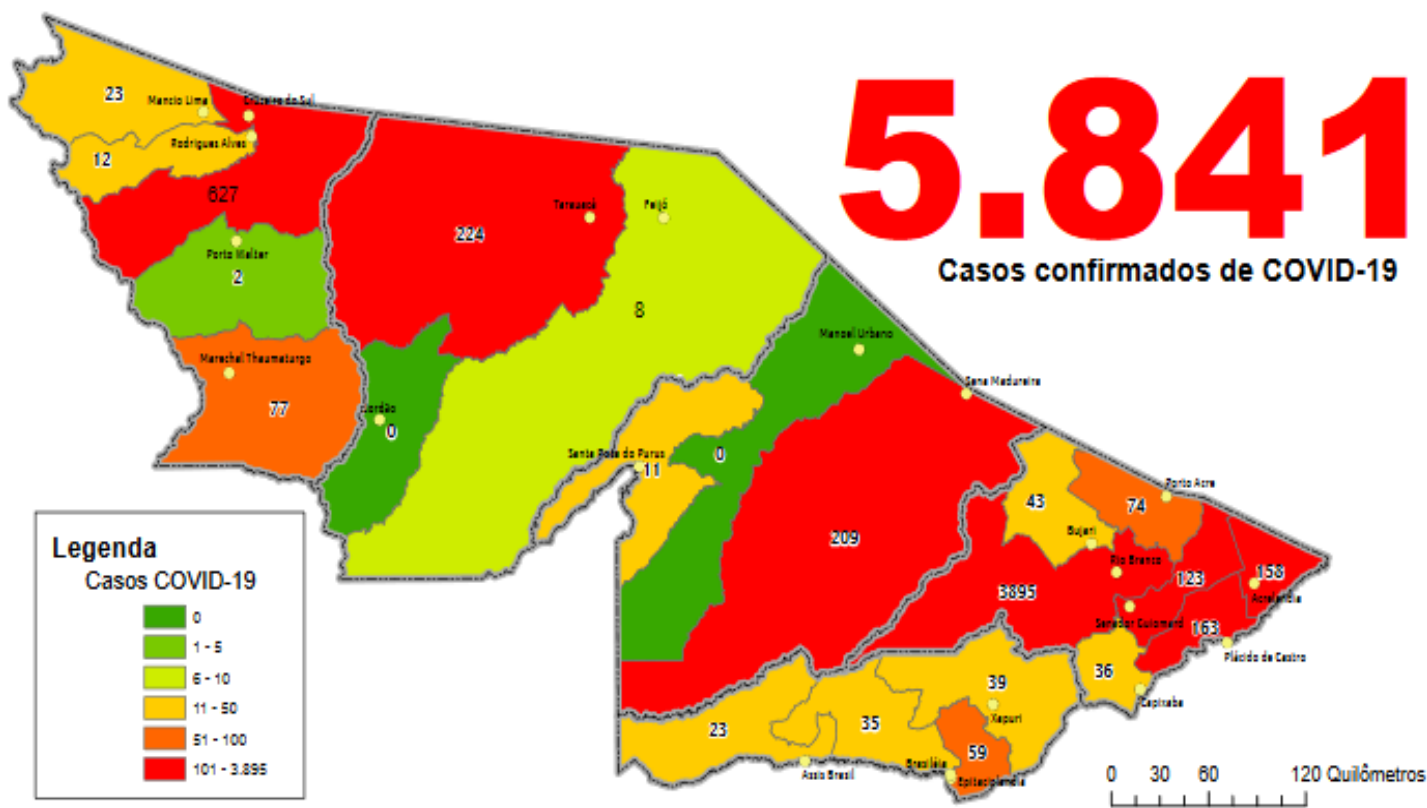 5.841
Casos confirmados de COVID-19
23
Mancio Lima
Cruzeiro do Sul
Rodrigues Alves
12
627
Tarauacá
Feijó
224
Porto Walter
2
8
Manoel Urbano
Marechal Thaumaturgo
Sena Madureira
77
Jordão
0
Santa Rosa do Purus
11
0
Porto Acre
43
74
Bujari
209
Rio Branco
123
158
Acrelandia
3895
Senador Guiomard
163
Plácido de Castro
36
Capixaba
39
Xapuri
23
35
59
Assis Brasil
Brasiléia
Epitaciolandia
Legenda
Casos COVID-19
0
1 - 5
6 - 10
11 - 50
51 - 100
101 - 3.895
0 30 60 120 Quilômetros